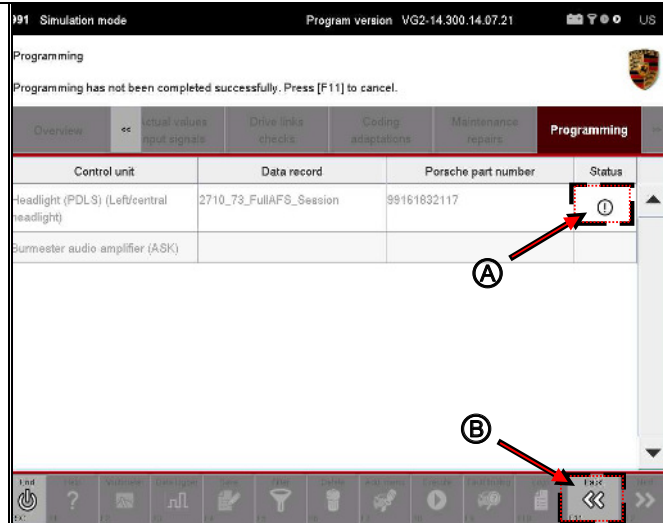 991 Simulation mode Program version VG2-14.300.14.07.21 US
Programming
Programming has not been completed successfully. Press [F11] to cancel.
Overview << Actual values Drive links Coding Maintenance Programming
input signals checks adaptations repairs
Control unit Data record Porsche part number Status
Headlight (PDLS) (Left/central 2710_73_FullAFS_Session 99161832117
headlight)
Burmester audio amplifier (ASK)
A
B
End Help Back Next